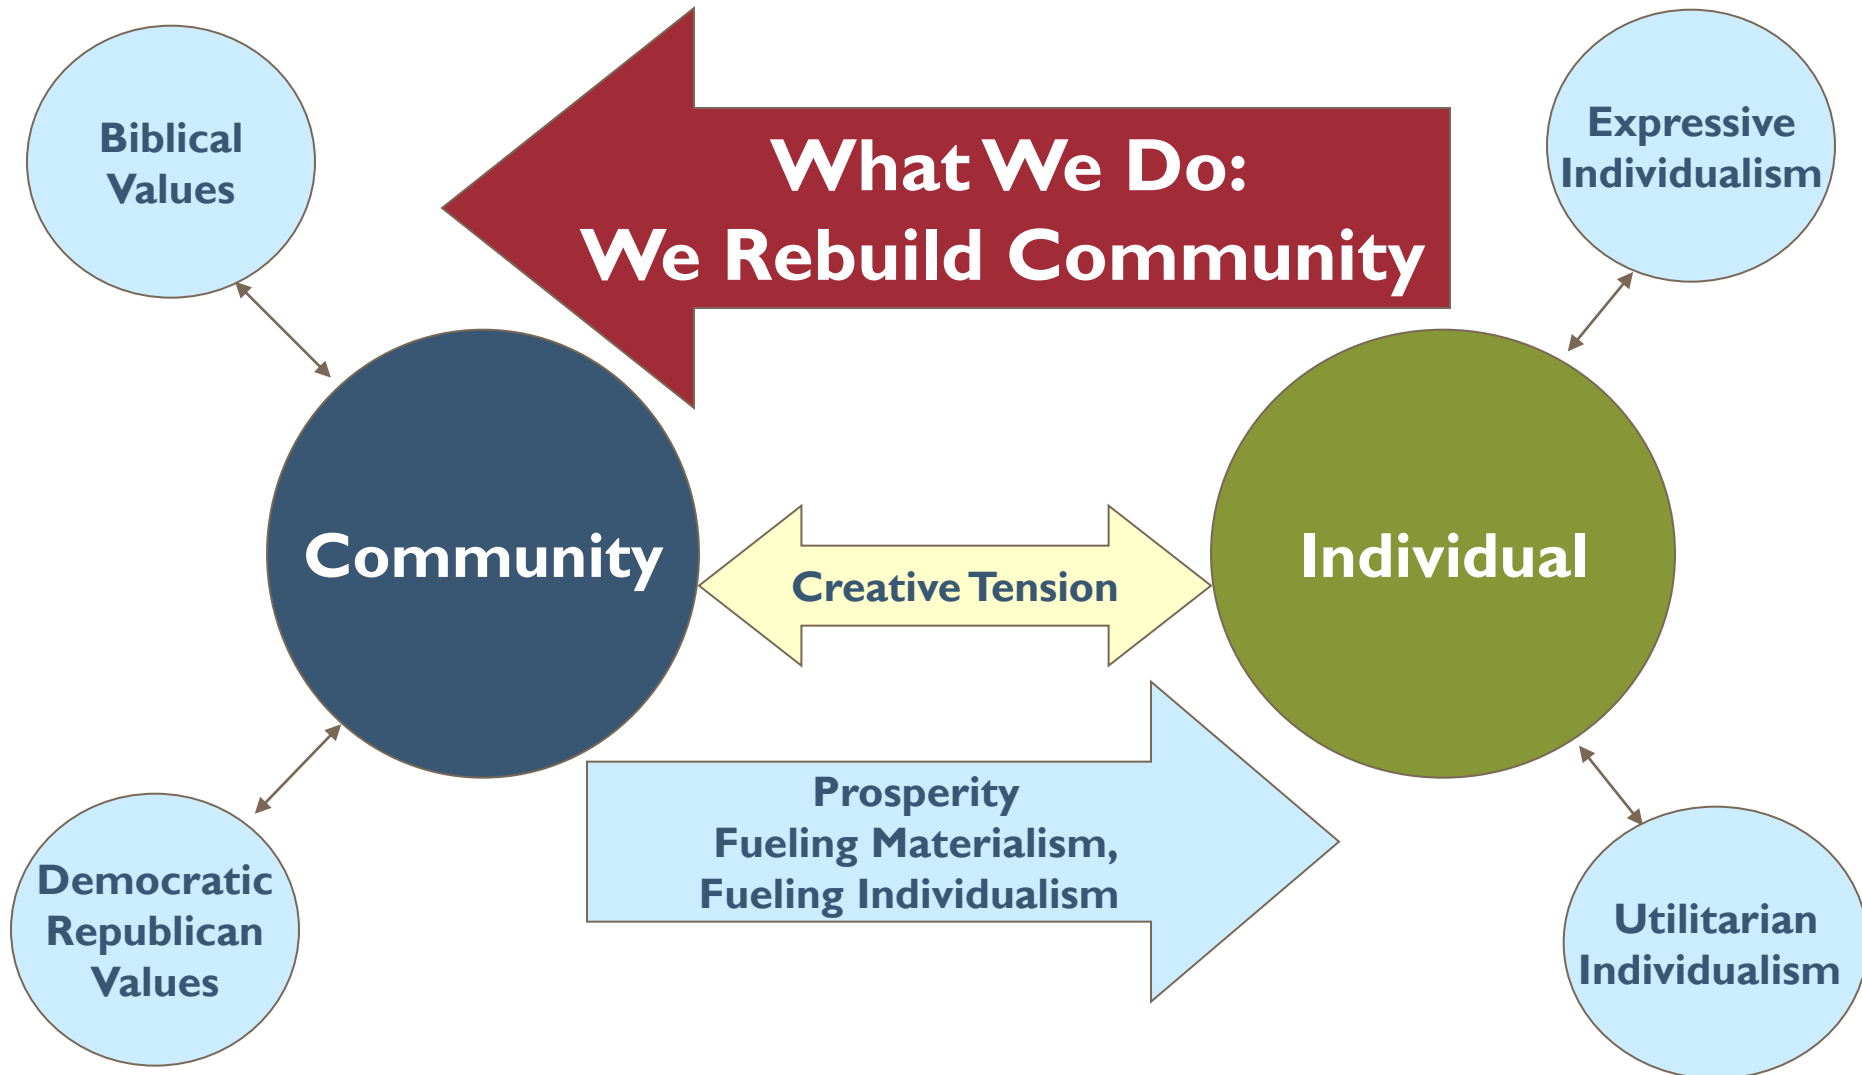 Biblical
Values
What We Do:
We Rebuild Community
Expressive
Individualism
Community
Creative Tension
Individual
Prosperity
Fueling Materialism,
Fueling Individualism
Democratic
Republican
Values
Utilitarian
Individualism